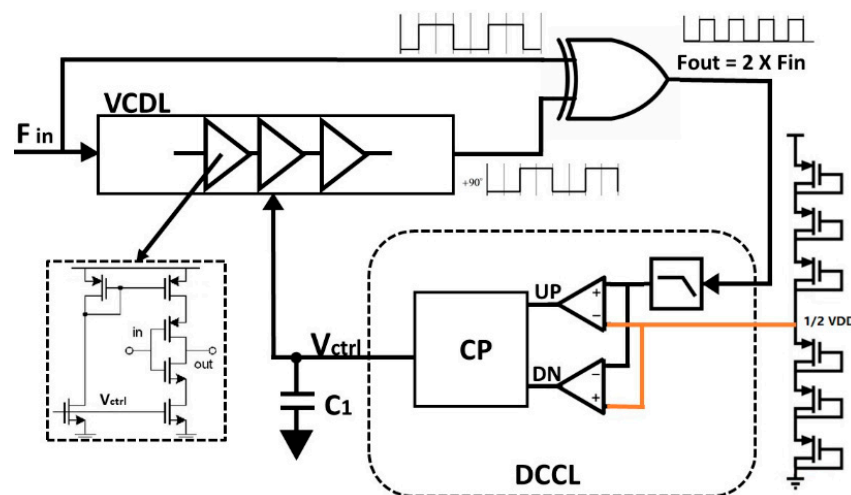 Fout = 2 X Fin
VCDL
F in
+90°
UP
1/2 VDD
in
out
Vctrl
CP
Vctrl
DN
C1
DCCL
+
−
−
+